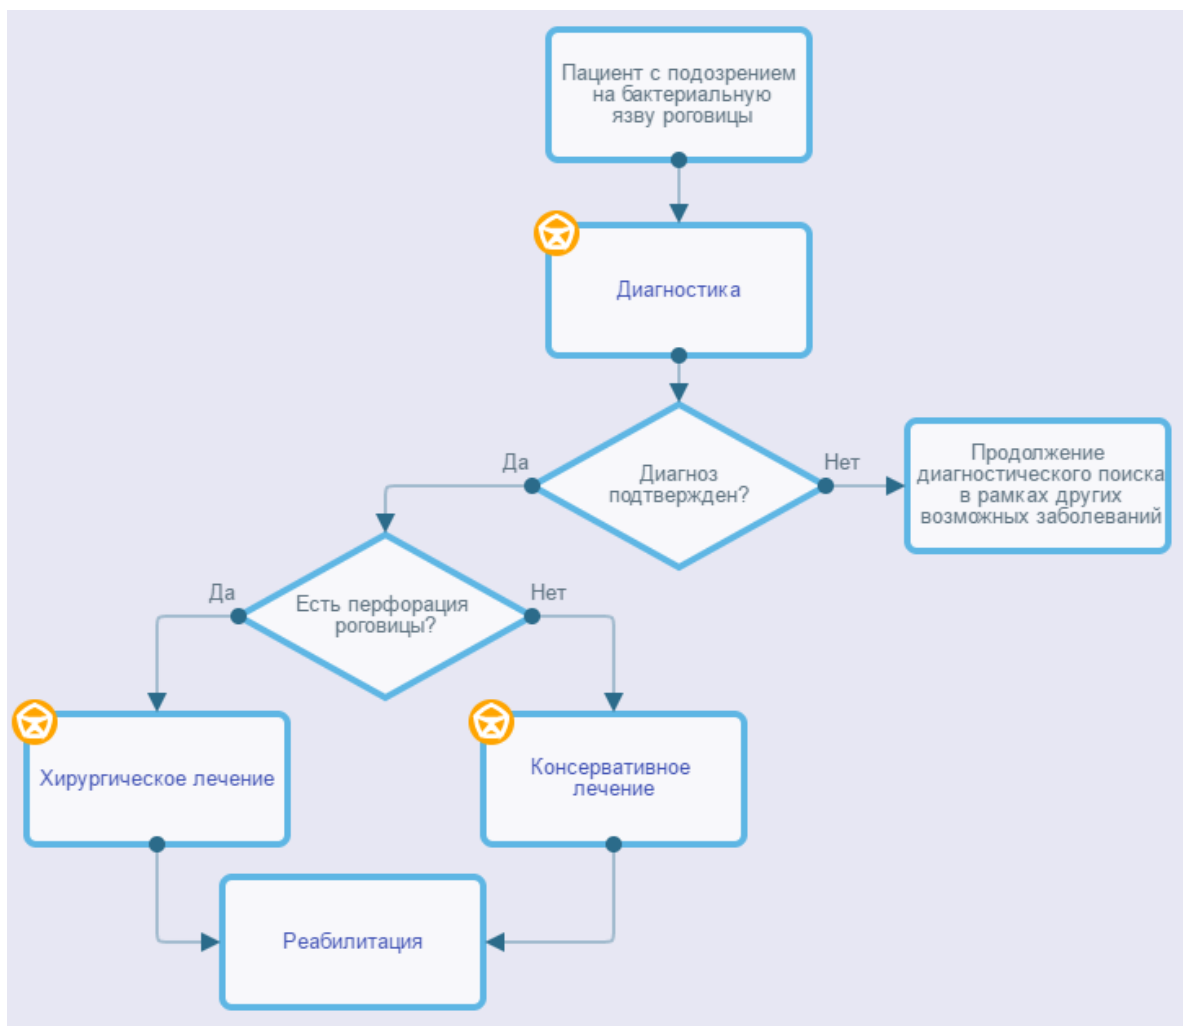 Пациент с подозрением
на бактериальную
язву роговицы
Диагностика
Да
Диагноз
подтвержден?
Нет
Продолжение
диагностического поиска
в рамках других
возможных заболеваний
Да
Есть перфорация
роговицы?
Нет
Хирургическое лечение
Консервативное
лечение
Реабилитация